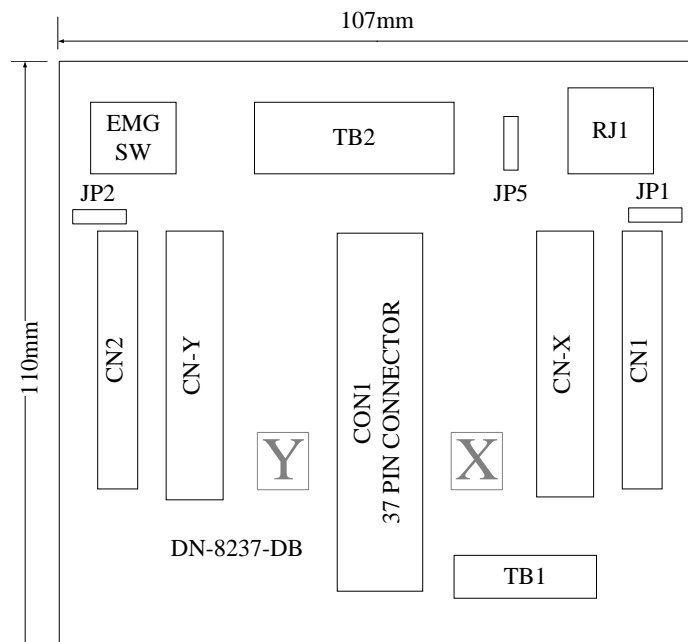 107mm
EMG
SW
TB2
RJ1
JP2
JP5
JP1
110mm
CN2
CN-Y
CON1
37 PIN CONNECTOR
CN-X
CN1
Y
X
DN-8237-DB
TB1